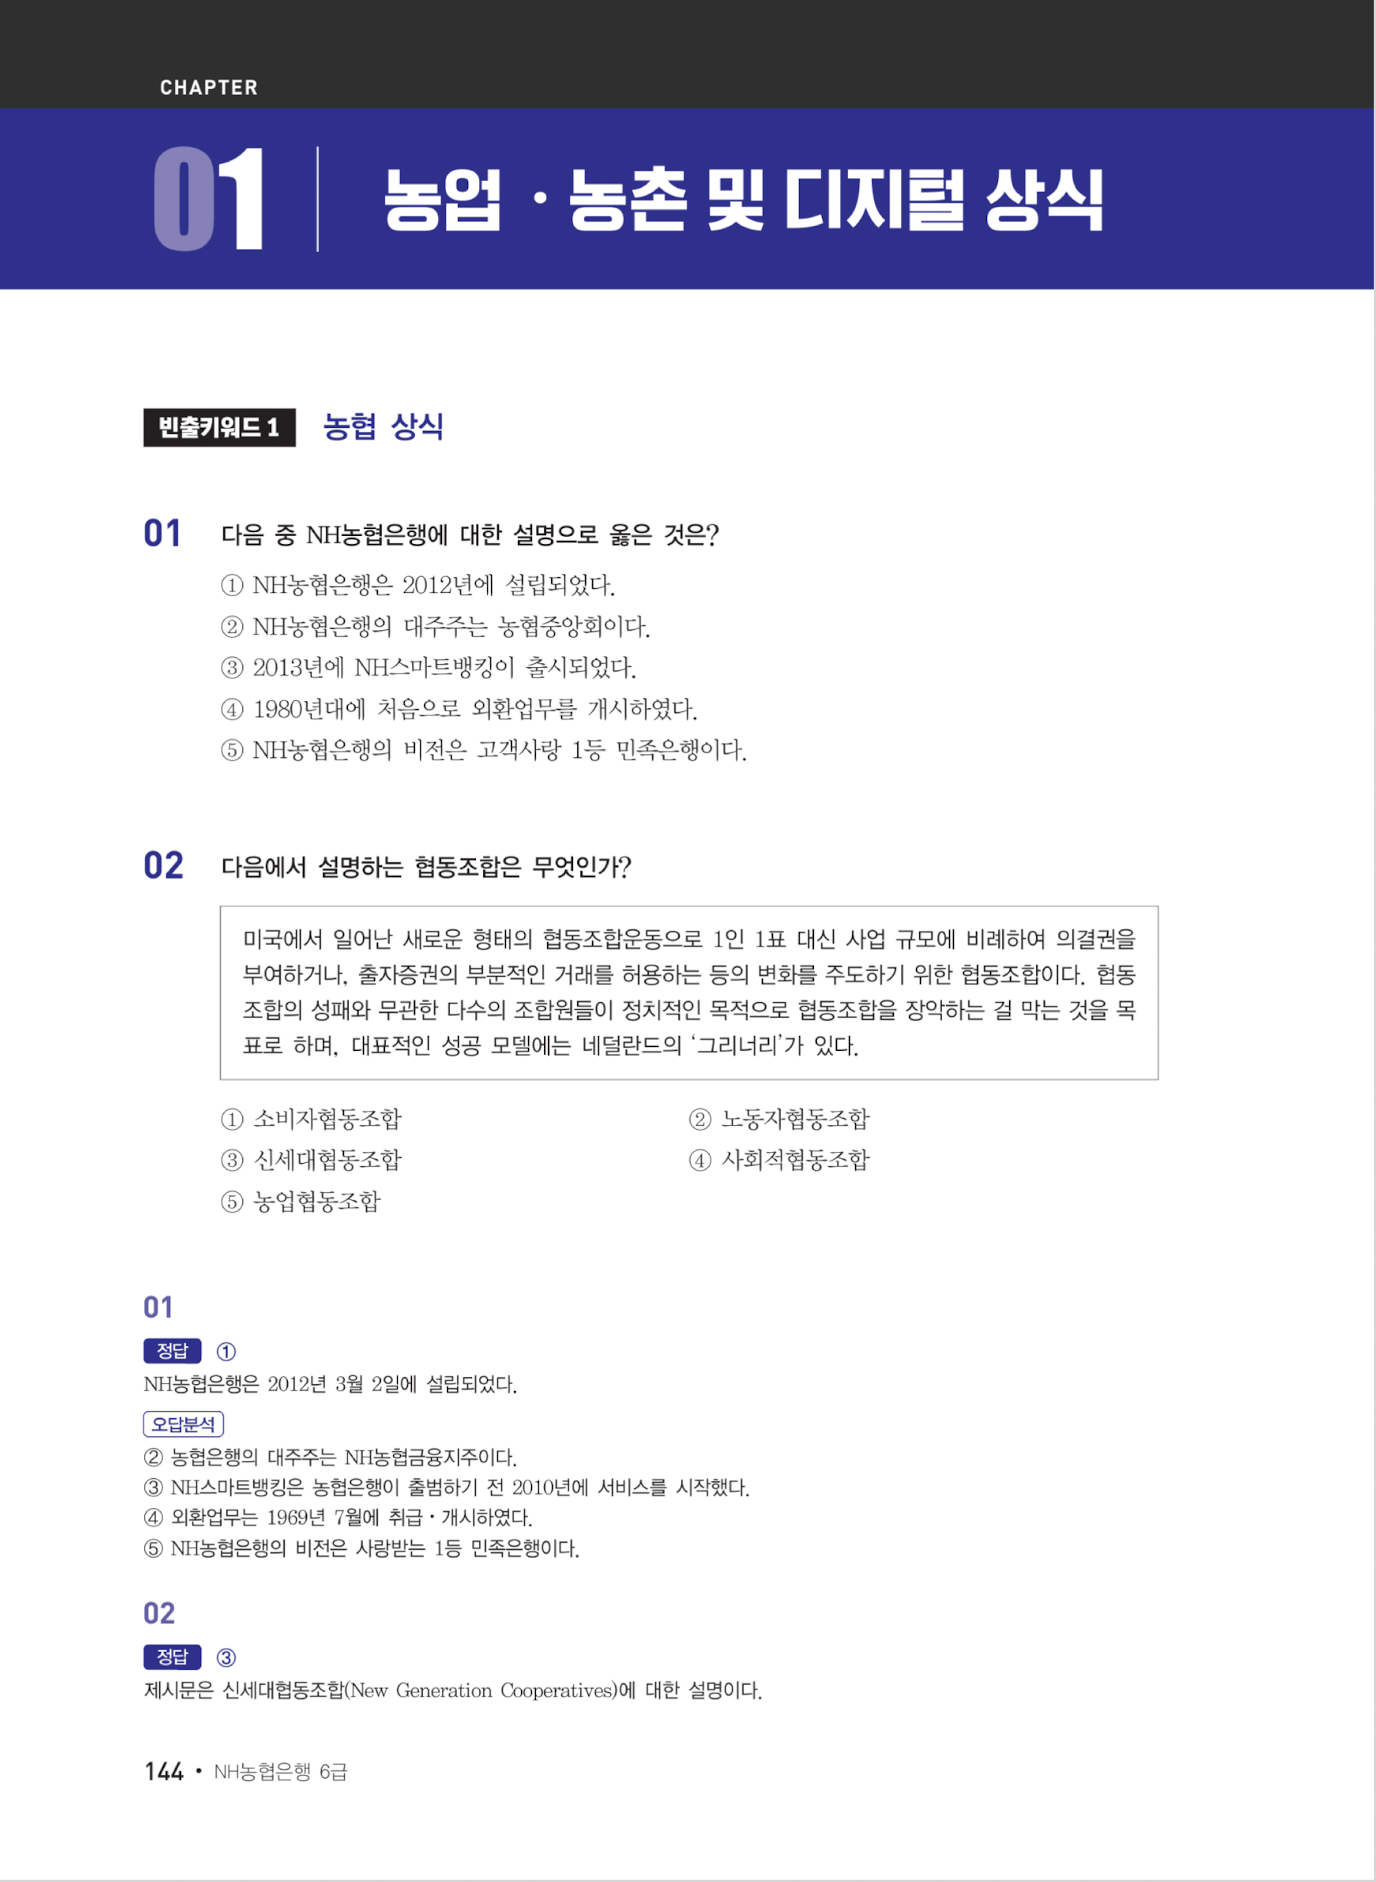 CHAPTER
01
농업 · 농촌 및 디지털 상식
빈출키워드 1 농협 상식
01 다음 중 NH농협은행에 대한 설명으로 옳은 것은?
① NH농협은행은 2012년에 설립되었다.
② NH농협은행의 대주주는 농협중앙회이다.
③ 2013년에 NH스마트뱅킹이 출시되었다.
④ 1980년대에 처음으로 외환업무를 개시하였다.
⑤ NH농협은행의 비전은 고객사랑 1등 민족은행이다.
02 다음에서 설명하는 협동조합은 무엇인가?
미국에서 일어난 새로운 형태의 협동조합운동으로 1인 1표 대신 사업 규모에 비례하여 의결권을
부여하거나, 출자증권의 부분적인 거래를 허용하는 등의 변화를 주도하기 위한 협동조합이다. 협동
조합의 성패와 무관한 다수의 조합원들이 정치적인 목적으로 협동조합을 장악하는 걸 막는 것을 목
표로 하며, 대표적인 성공 모델에는 네덜란드의 ‘그리너리’가 있다.
① 소비자협동조합 ② 노동자협동조합
③ 신세대협동조합 ④ 사회적협동조합
⑤ 농업협동조합
01
정답 ①
NH농협은행은 2012년 3월 2일에 설립되었다.
오답분석
② 농협은행의 대주주는 NH농협금융지주이다.
③ NH스마트뱅킹은 농협은행이 출범하기 전 2010년에 서비스를 시작했다.
④ 외환업무는 1969년 7월에 취급 · 개시하였다.
⑤ NH농협은행의 비전은 사랑받는 1등 민족은행이다.
02
정답 ③
제시문은 신세대협동조합(New Generation Cooperatives)에 대한 설명이다.
144 • NH농협은행 6급